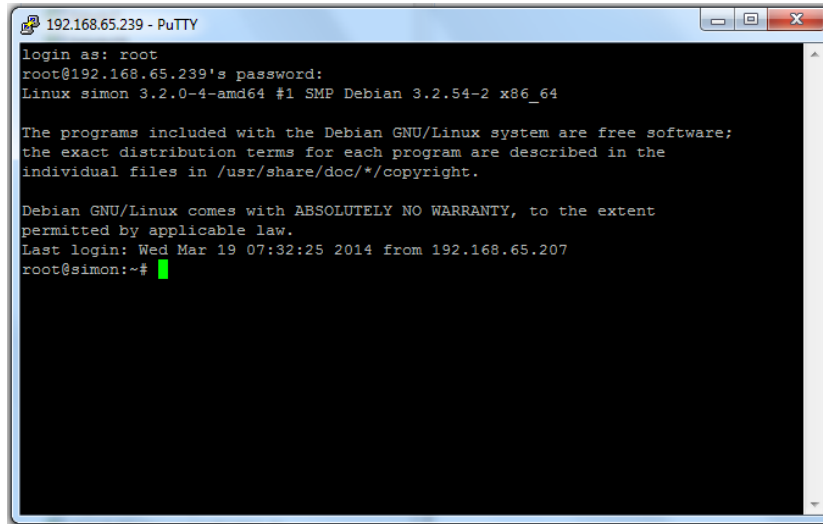 192.168.65.239 - PuTTY
login as: root
root@192.168.65.239's password:
Linux simon 3.2.0-4-amd64 #1 SMP Debian 3.2.54-2 x86_64
The programs included with the Debian GNU/Linux system are free software;
the exact distribution terms for each program are described in the
individual files in /usr/share/doc/*/copyright.
Debian GNU/Linux comes with ABSOLUTELY NO WARRANTY, to the extent
permitted by applicable law.
Last login: Wed Mar 19 07:32:25 2014 from 192.168.65.207
root@simon:~#